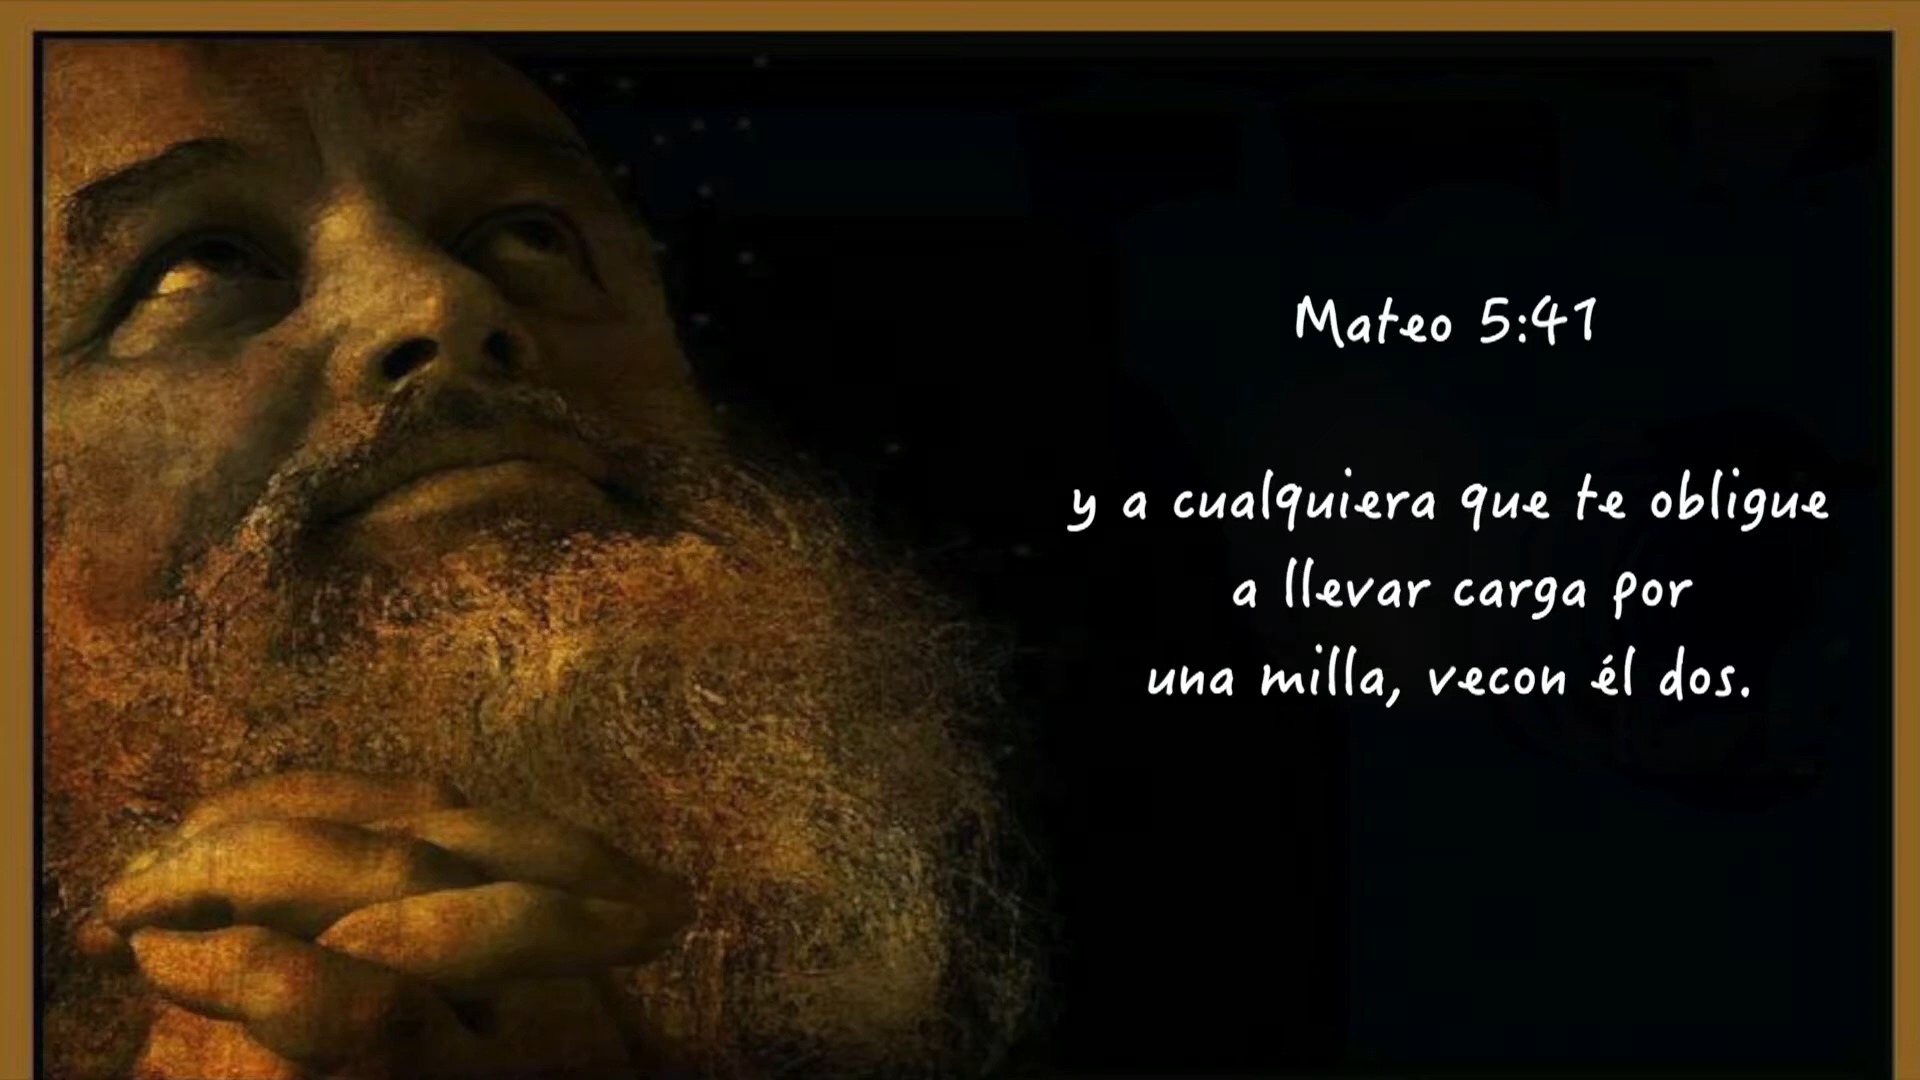 Mateo 5:41
y a cualquiera que te obligue
a llevar carga por
una milla, vecon él dos.